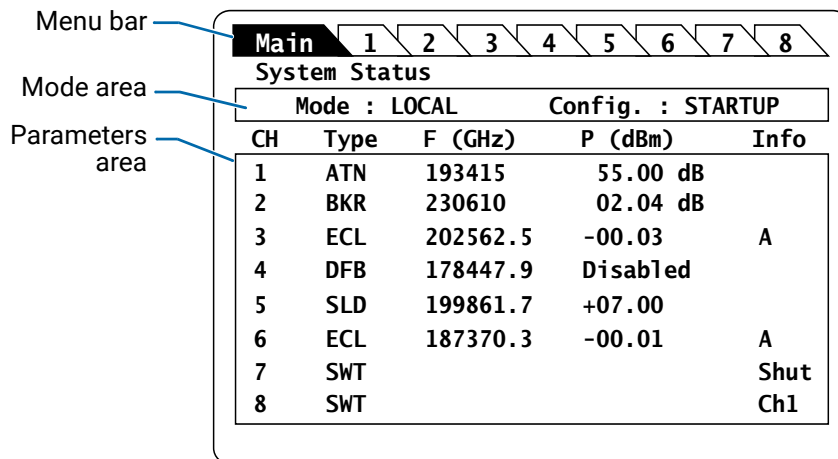 Menu bar
Main 1 2 3 4 5 6 7 8
System Status
Mode area
Mode : LOCAL Config. : STARTUP
Parameters
area
CH Type F (GHz) P (dBm) Info
1 ATN 193415 55.00 dB
2 BKR 230610 02.04 dB
3 ECL 202562.5 -00.03 A
4 DFB 178447.9 Disabled
5 SLD 199861.7 +07.00
6 ECL 187370.3 -00.01 A
7 SWT Shut
8 SWT Ch1